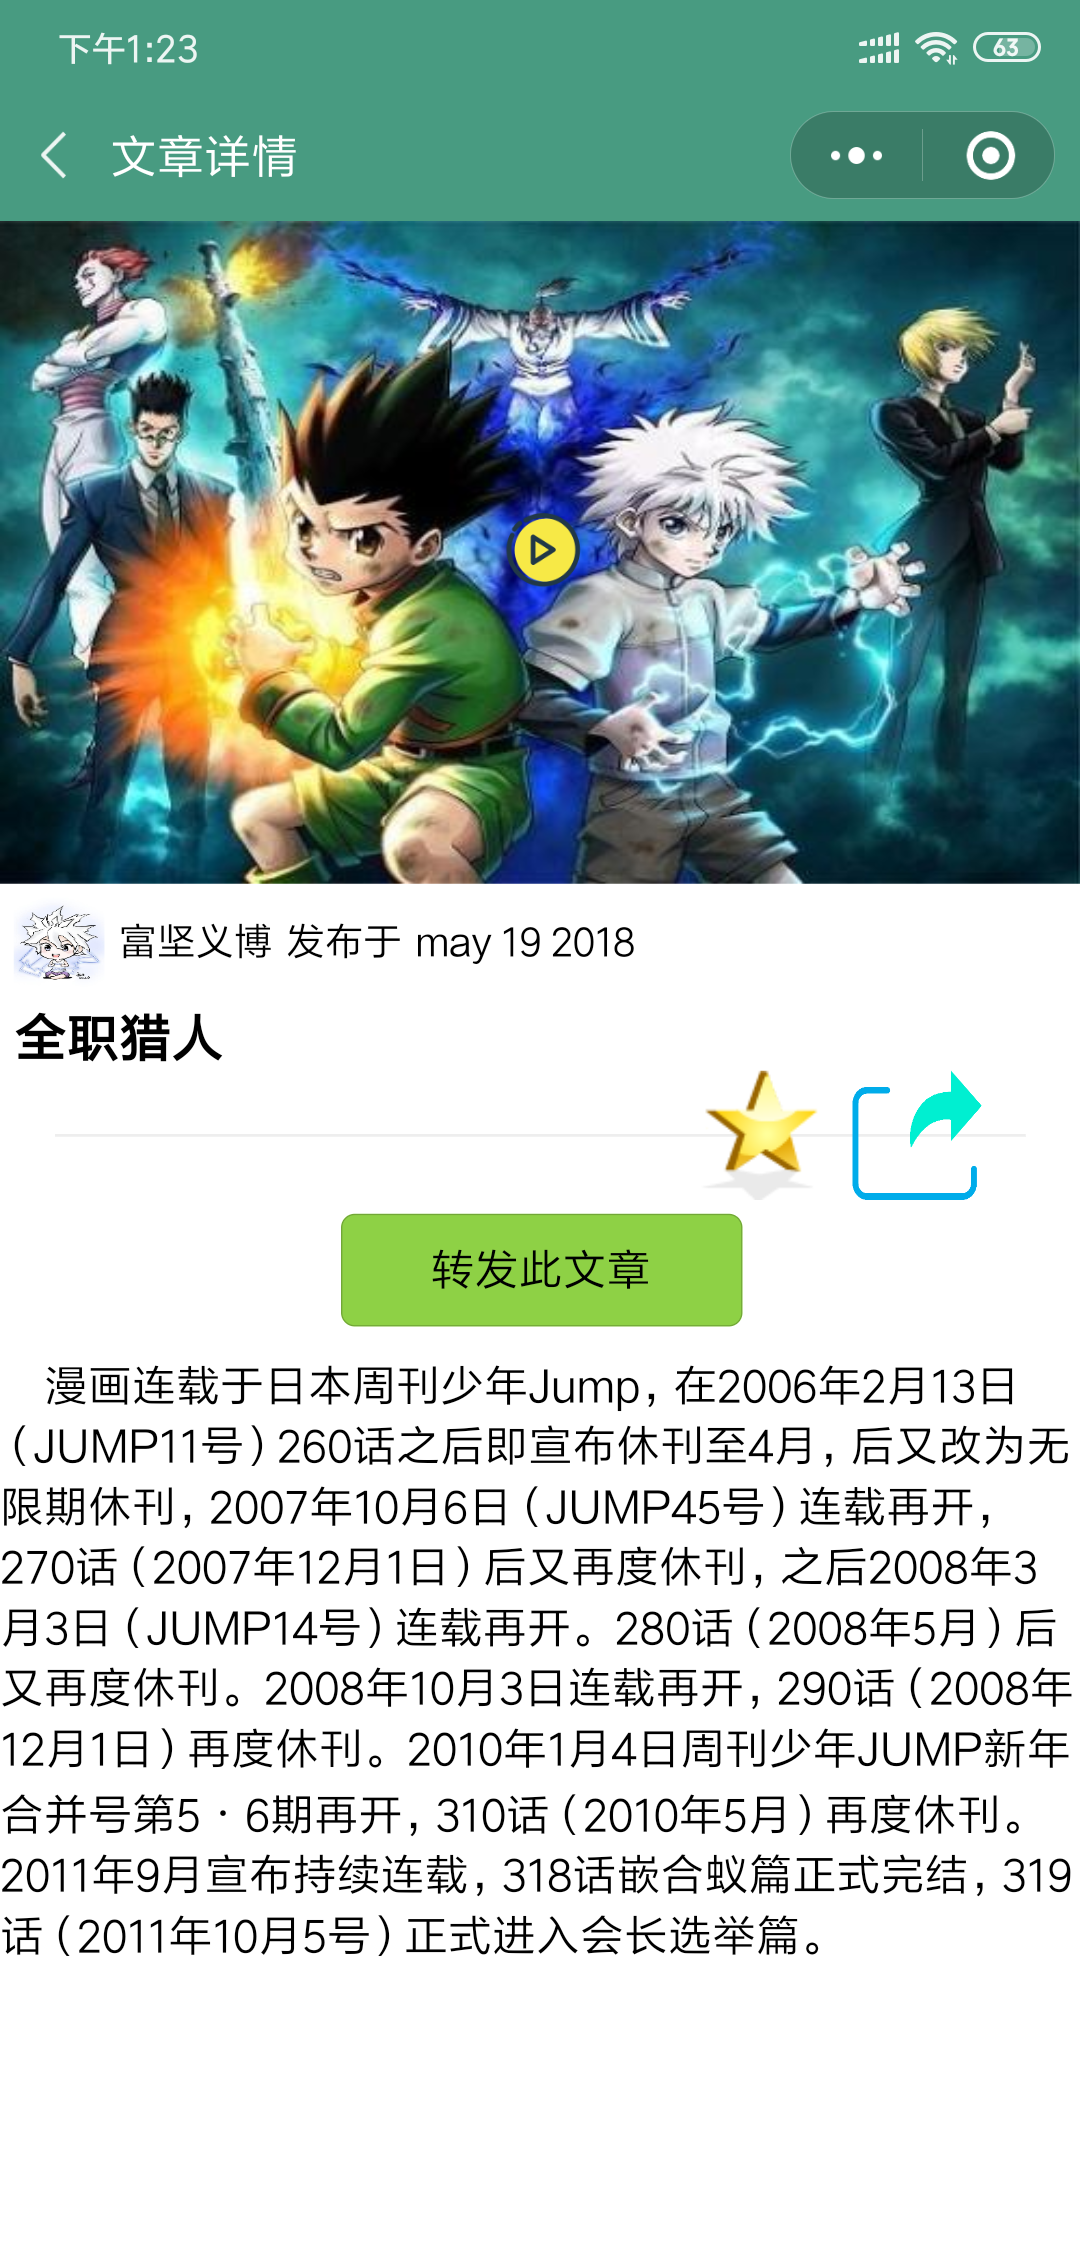 下午1:23
63
文章详情
富坚义博 发布于 may 19 2018
全职猎人
转发此文章
漫画连载于日本周刊少年Jump，在2006年2月13日
（JUMP11号）260话之后即宣布休刊至4月，后又改为无
限期休刊，2007年10月6日（JUMP45号）连载再开，
270话（2007年12月1日）后又再度休刊，之后2008年3
月3日（JUMP14号）连载再开。280话（2008年5月）后
又再度休刊。2008年10月3日连载再开，290话（2008年
12月1日）再度休刊。2010年1月4日周刊少年JUMP新年
合并号第5・6期再开，310话（2010年5月）再度休刊。
2011年9月宣布持续连载，318话嵌合蚁篇正式完结，319
话（2011年10月5号）正式进入会长选举篇。